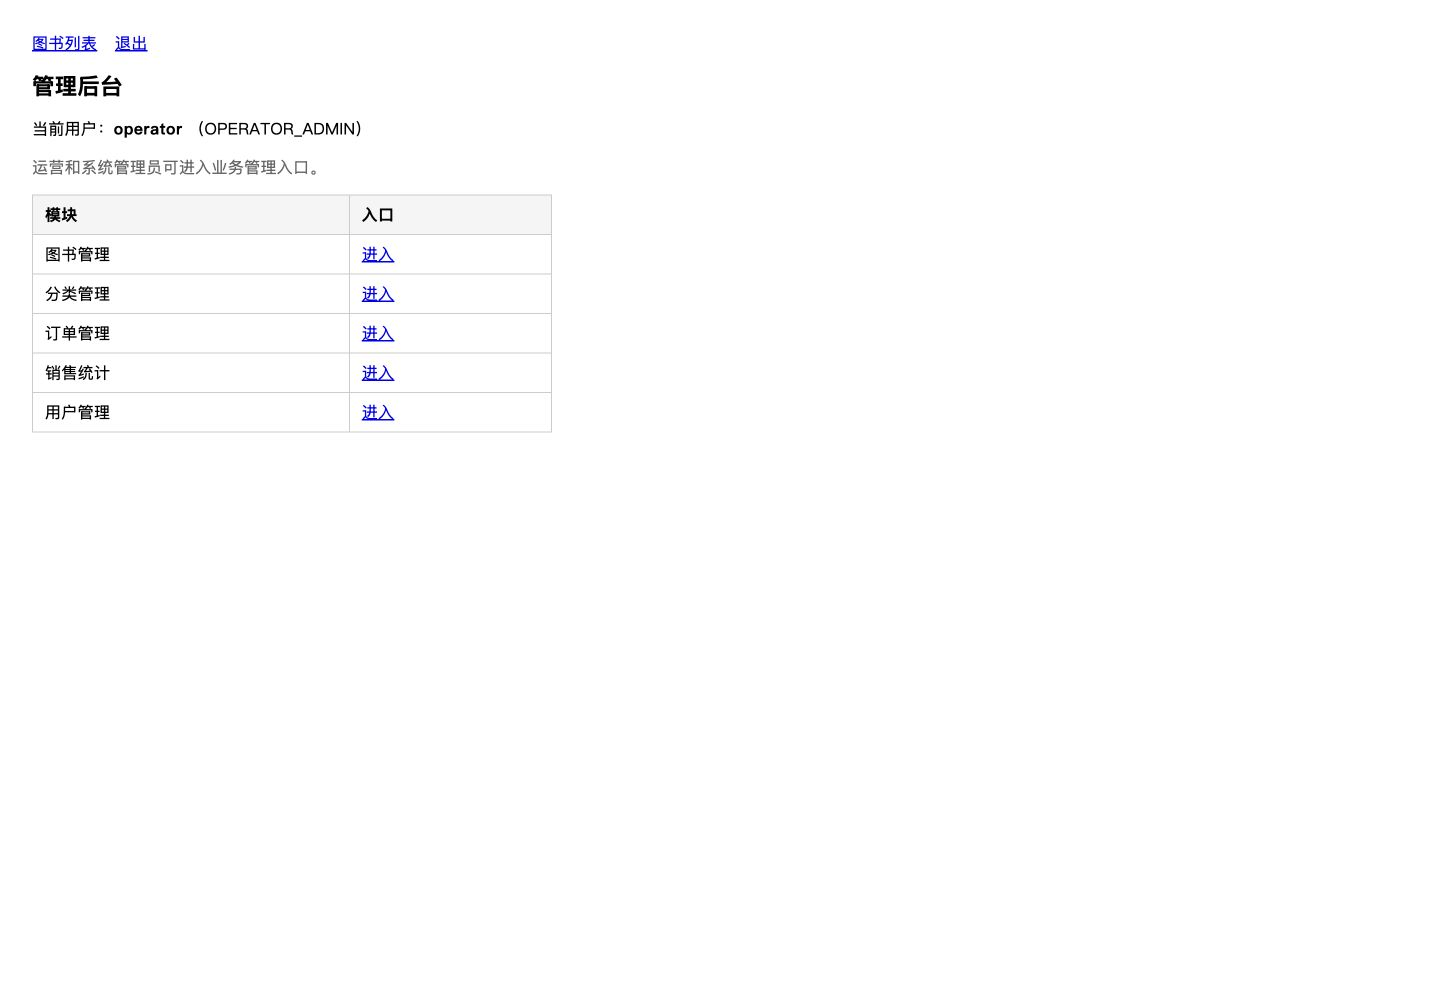 图书列表 退出
管理后台
当前用户：operator （OPERATOR_ADMIN）
运营和系统管理员可进入业务管理入口。
模块 入口
图书管理 进入
分类管理 进入
订单管理 进入
销售统计 进入
用户管理 进入